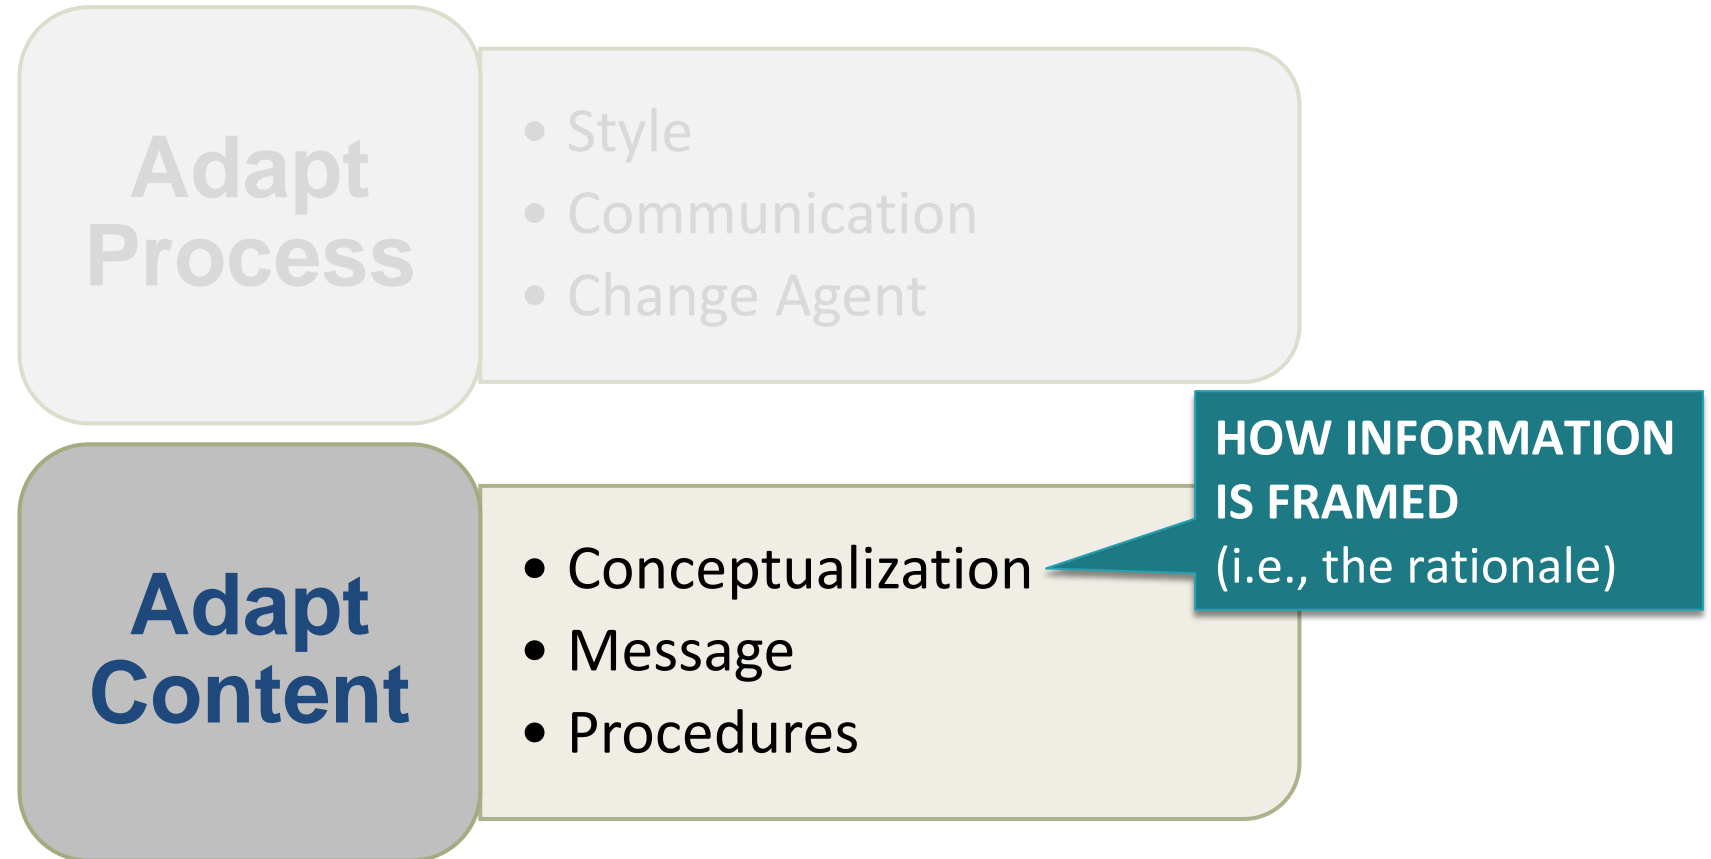 Adapt
Process
• Style
• Communication
• Change Agent
HOW INFORMATION
IS FRAMED
(i.e., the rationale)
Adapt
Content
• Conceptualization
• Message
• Procedures